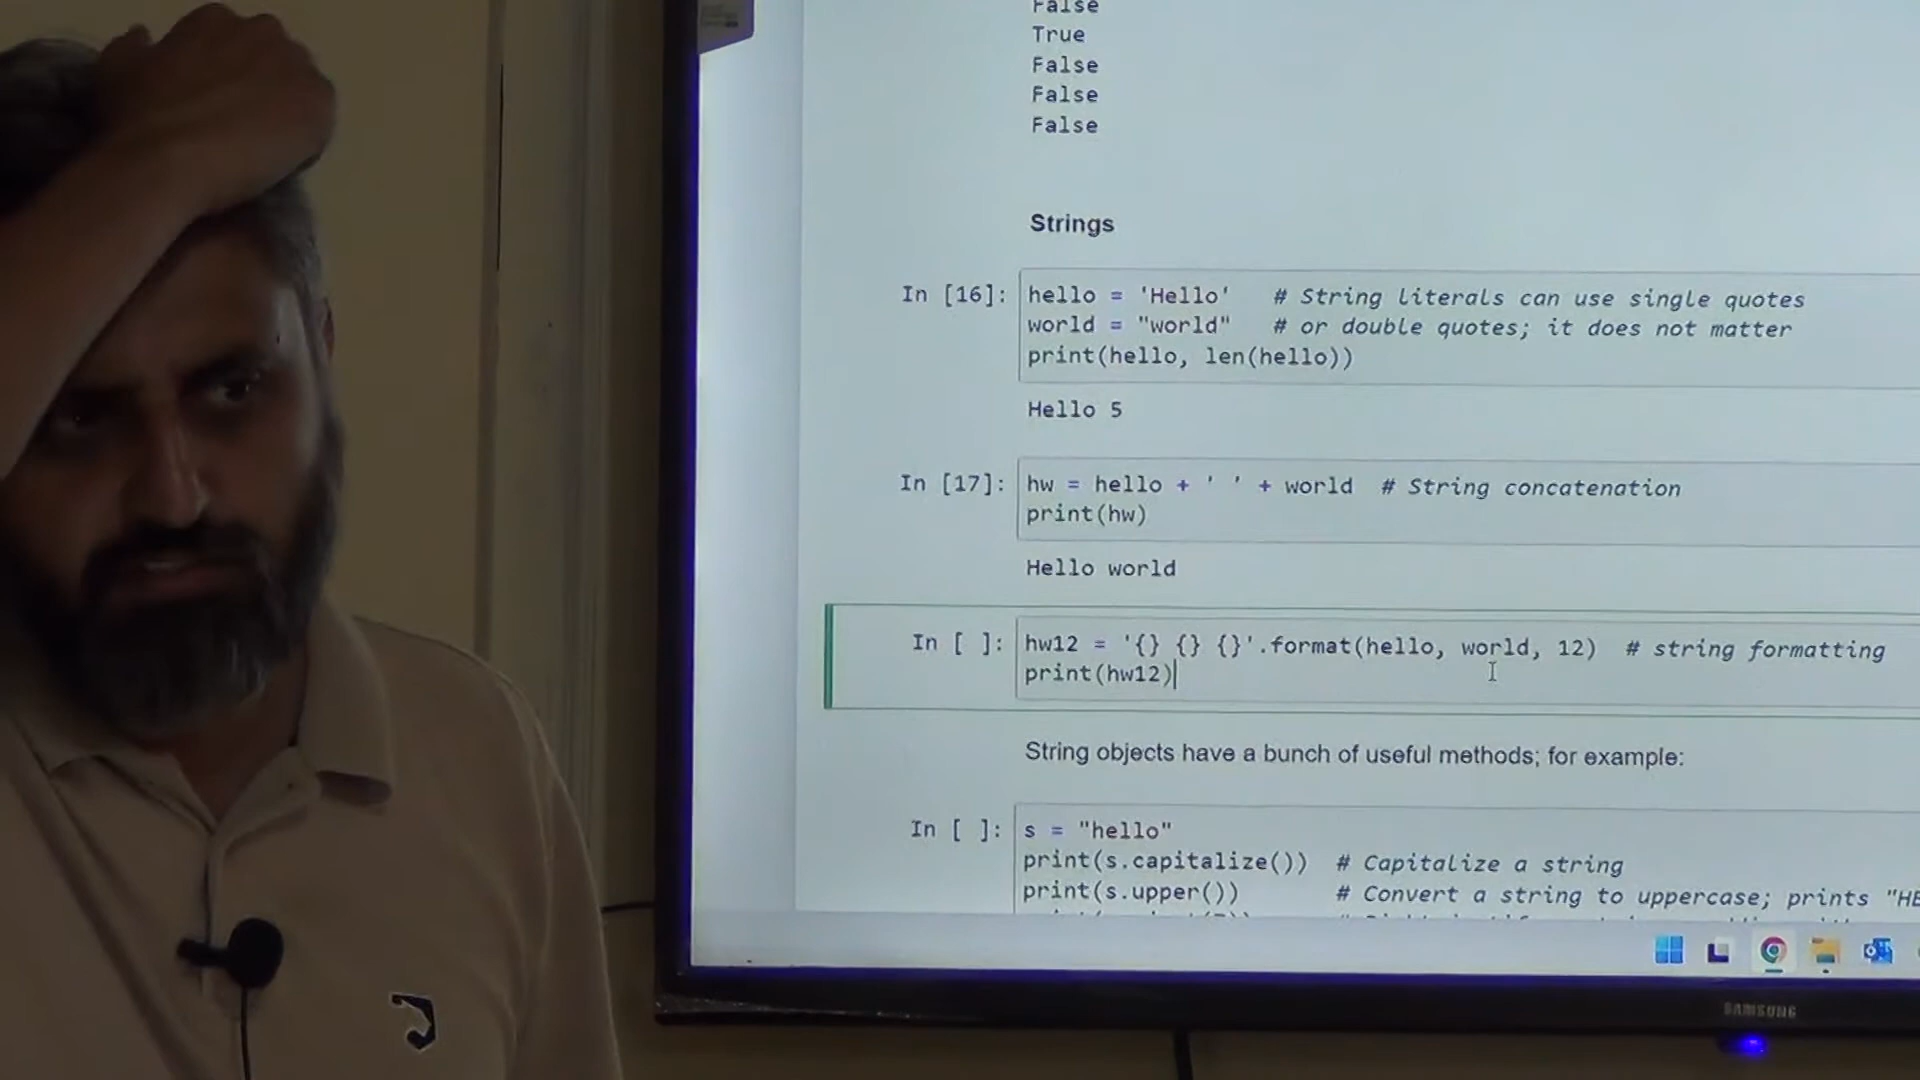 False
True
False
False
False
Strings
In [16]: hello = 'Hello' # String literals can use single quotes
world = "world" # or double quotes; it does not matter
print(hello, len(hello))
Hello 5
In [17]: hw = hello + ' ' + world # String concatenation
print(hw)
Hello world
In [ ]: hw12 = '{} {} {}'.format(hello, world, 12) # string formatting
print(hw12)
String objects have a bunch of useful methods; for example:
In [ ]: s = "hello"
print(s.capitalize()) # Capitalize a string
print(s.upper()) # Convert a string to uppercase; prints "HE
SAMSUNG